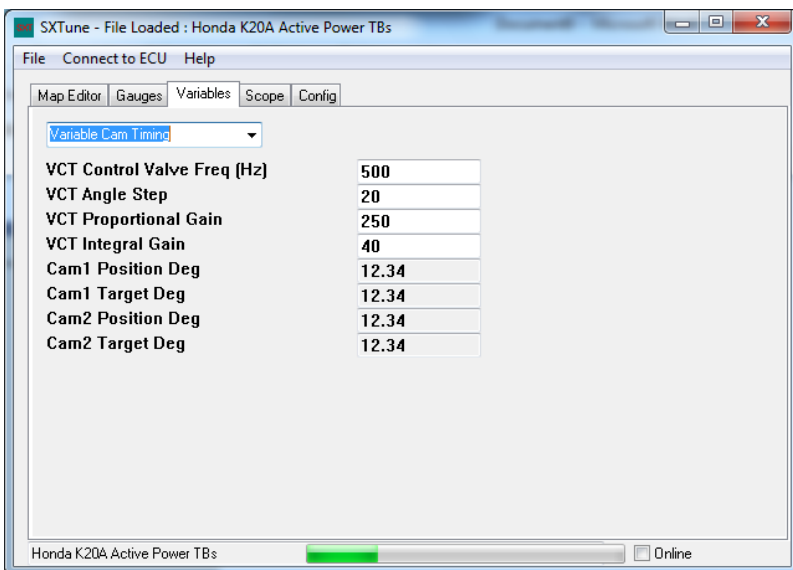 SXTune - File Loaded : Honda K20A Active Power TBs
File Connect to ECU Help
Map Editor Gauges Variables Scope Config
Variable Cam Timing
VCT Control Valve Freq (Hz) 500
VCT Angle Step 20
VCT Proportional Gain 250
VCT Integral Gain 40
Cam1 Position Deg 12.34
Cam1 Target Deg 12.34
Cam2 Position Deg 12.34
Cam2 Target Deg 12.34
Honda K20A Active Power TBs Online